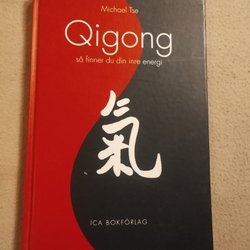 Michael Tse
Qigong
så finner du din inre energi
氣
ICA BOKFÖRLAG